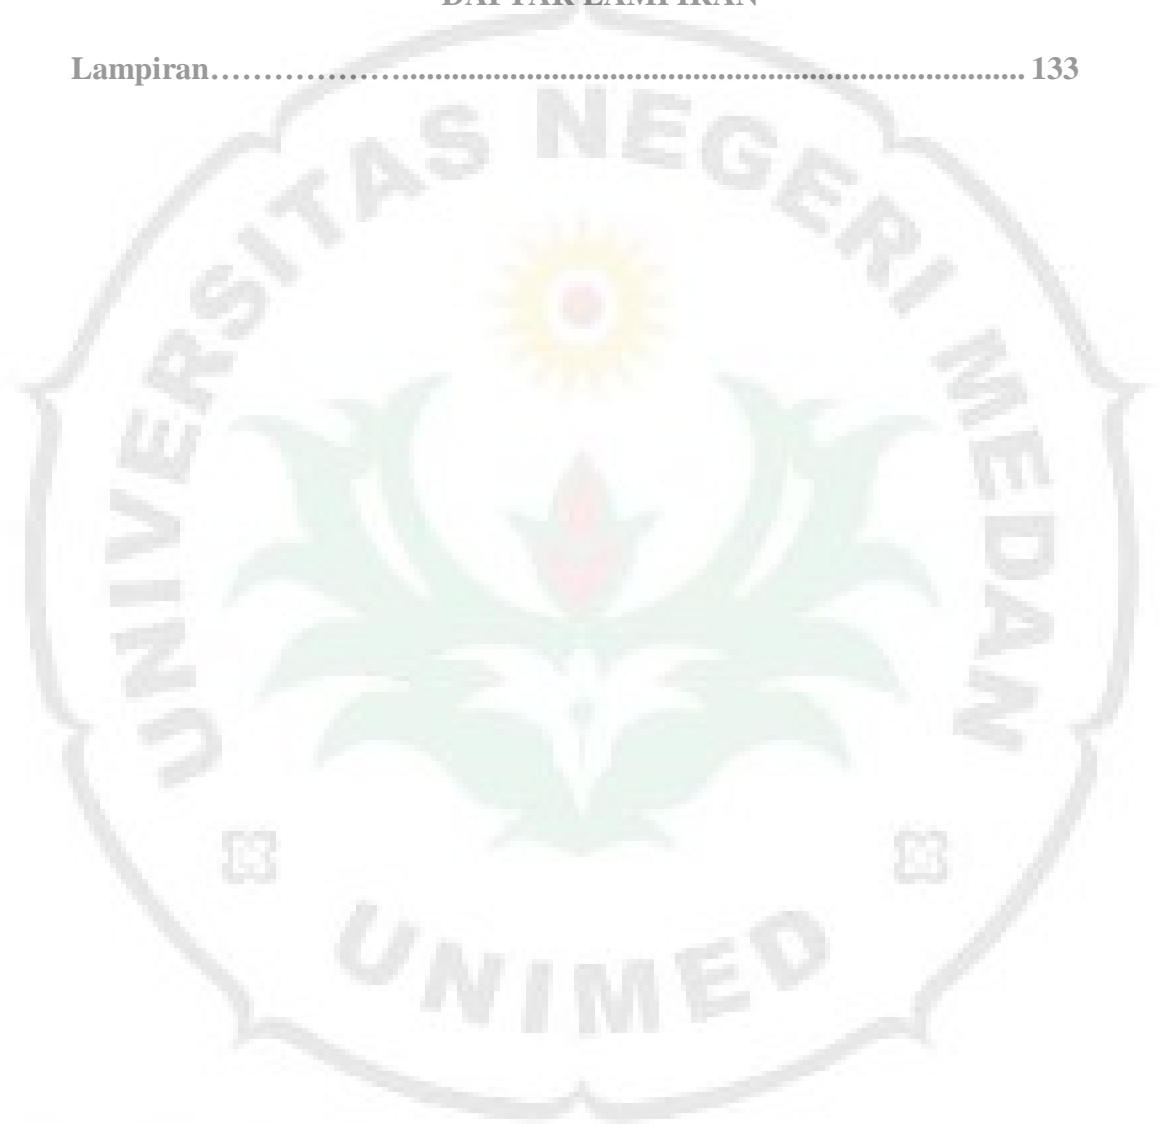 DAFTAR LAMPIRAN
Lampiran………………............................................................................ 133
UNIVERSITAS NEGERI MEDAN
UNIMED